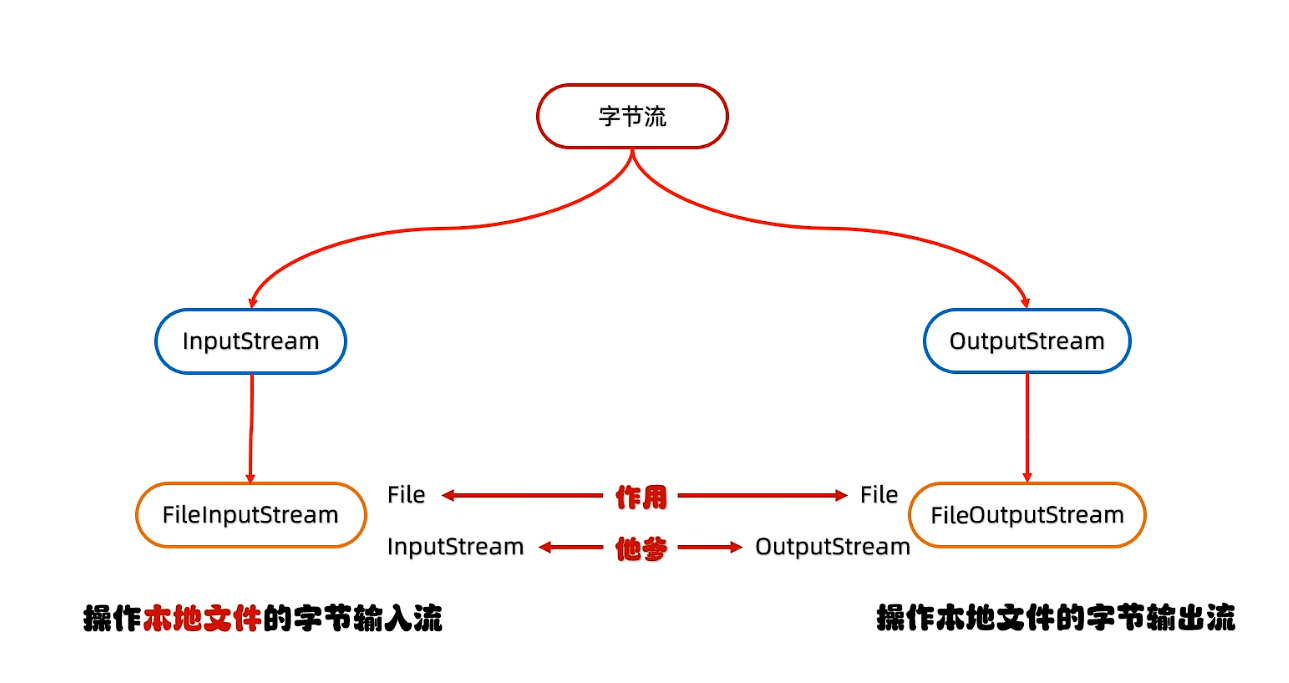 字节流
InputStream
OutputStream
File
作用
File
FileInputStream
FileOutputStream
InputStream
他爹
OutputStream
操作本地文件的字节输入流
操作本地文件的字节输出流